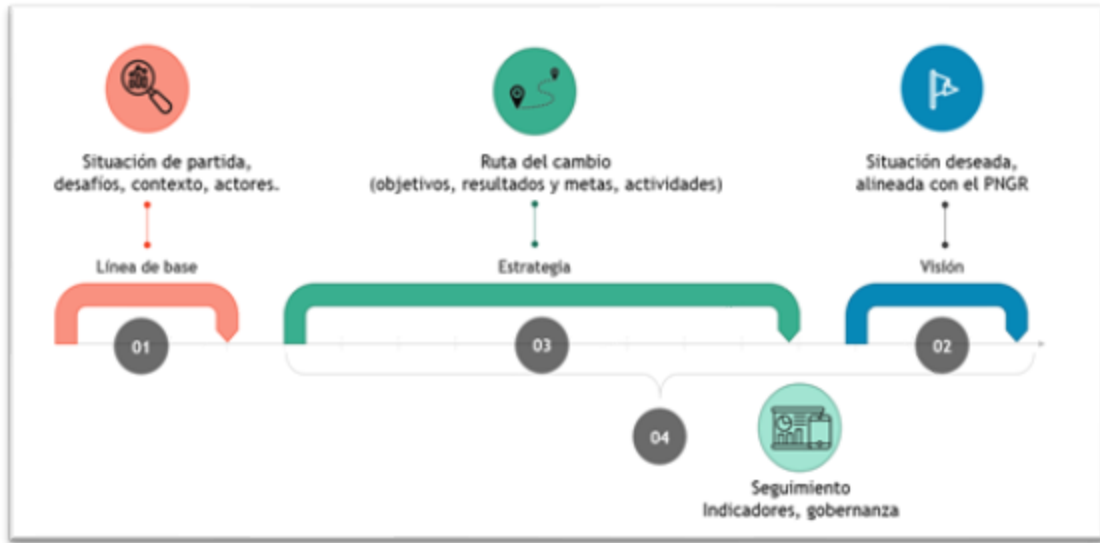 Situación de partida,
desafíos, contexto, actores.
Ruta del cambio
(objetivos, resultados y metas, actividades)
Situación deseada,
alineada con el PNGR
Línea de base
Estrategia
Visión
01
03
02
04
Seguimiento
Indicadores, gobernanza